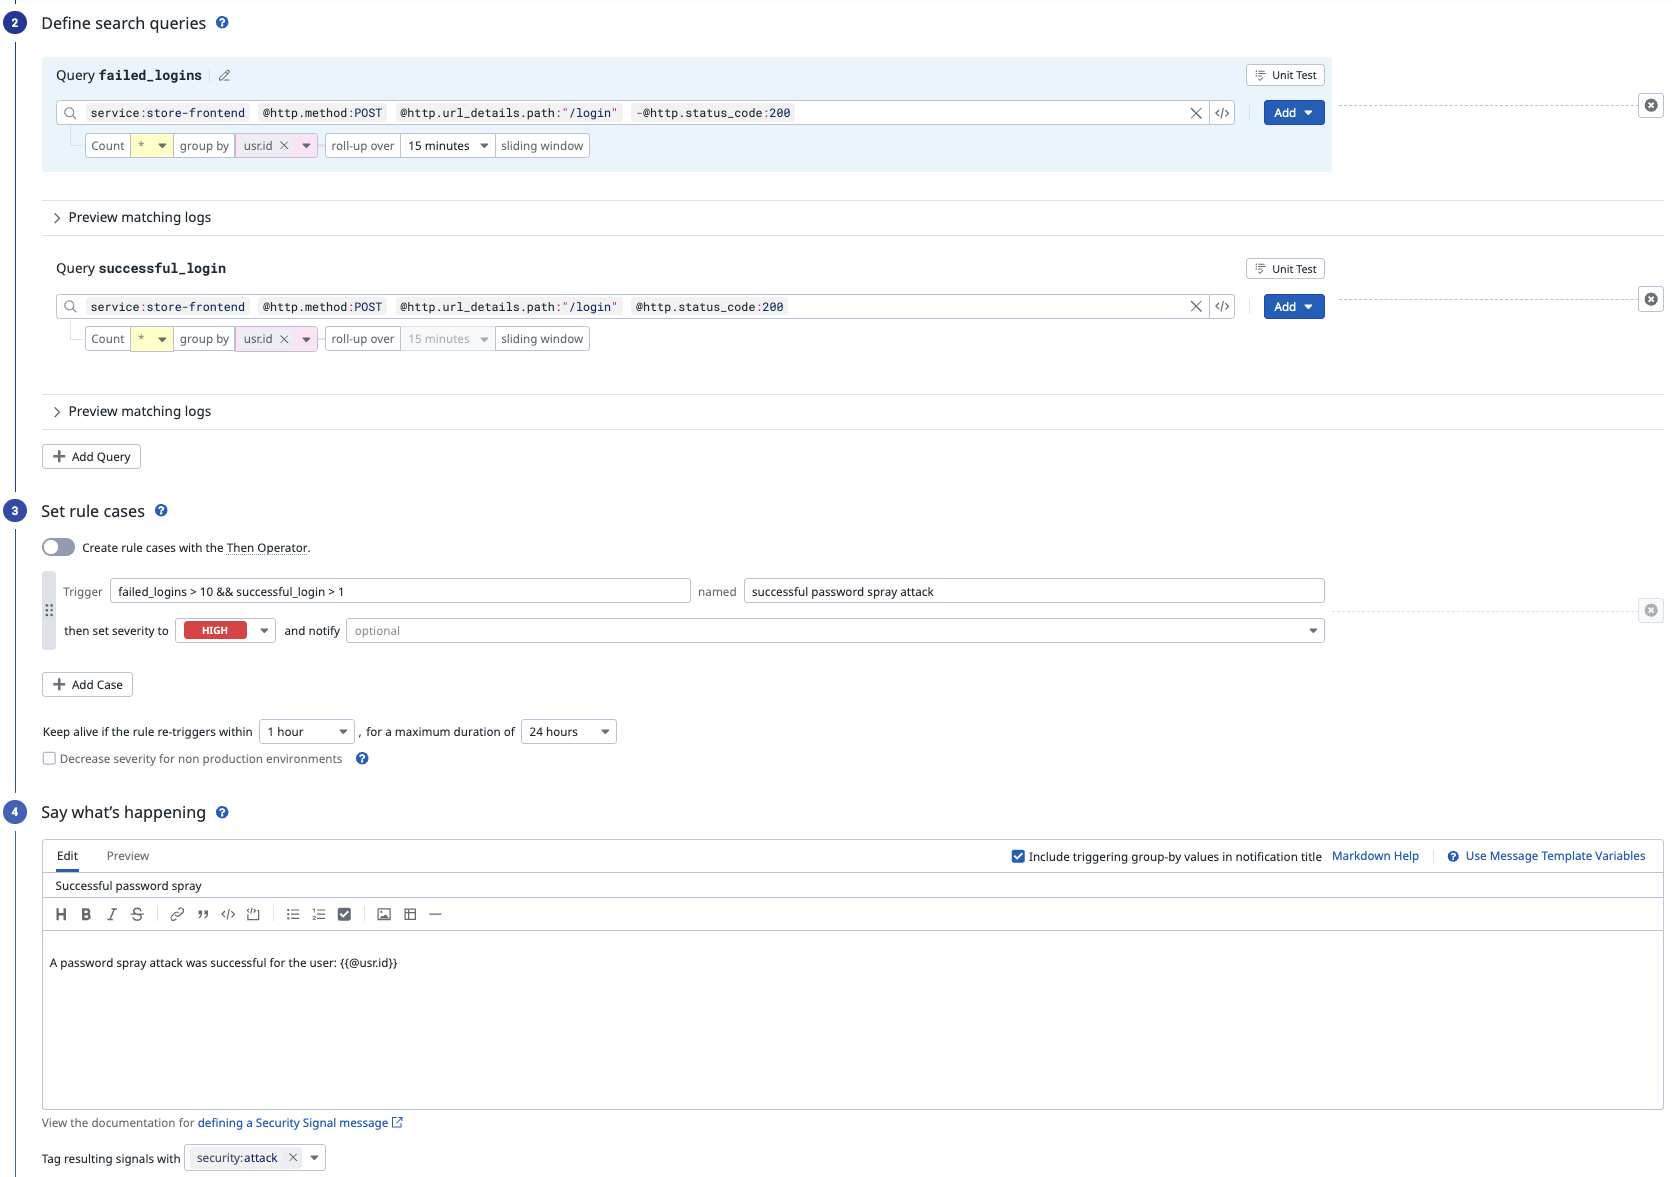 2 Define search queries ?
Query failed_logins
Unit Test
service:store-frontend @http.method:POST @http.url_details.path:"/login" -@http.status_code:200
</> Add
Count * group by usr.id × roll-up over 15 minutes sliding window
Preview matching logs
Query successful_login
Unit Test
service:store-frontend @http.method:POST @http.url_details.path:"/login" @http.status_code:200
</> Add
Count * group by usr.id × roll-up over 15 minutes sliding window
Preview matching logs
+ Add Query
3 Set rule cases ?
Create rule cases with the Then Operator.
Trigger failed_logins > 10 && successful_login > 1 named successful password spray attack
then set severity to HIGH and notify optional
+ Add Case
Keep alive if the rule re-triggers within 1 hour , for a maximum duration of 24 hours
Decrease severity for non production environments ?
4 Say what's happening ?
Edit Preview Include triggering group-by values in notification title Markdown Help ? Use Message Template Variables
Successful password spray
H B I S </>
A password spray attack was successful for the user: {{@usr.id}}
View the documentation for defining a Security Signal message
Tag resulting signals with security:attack ×